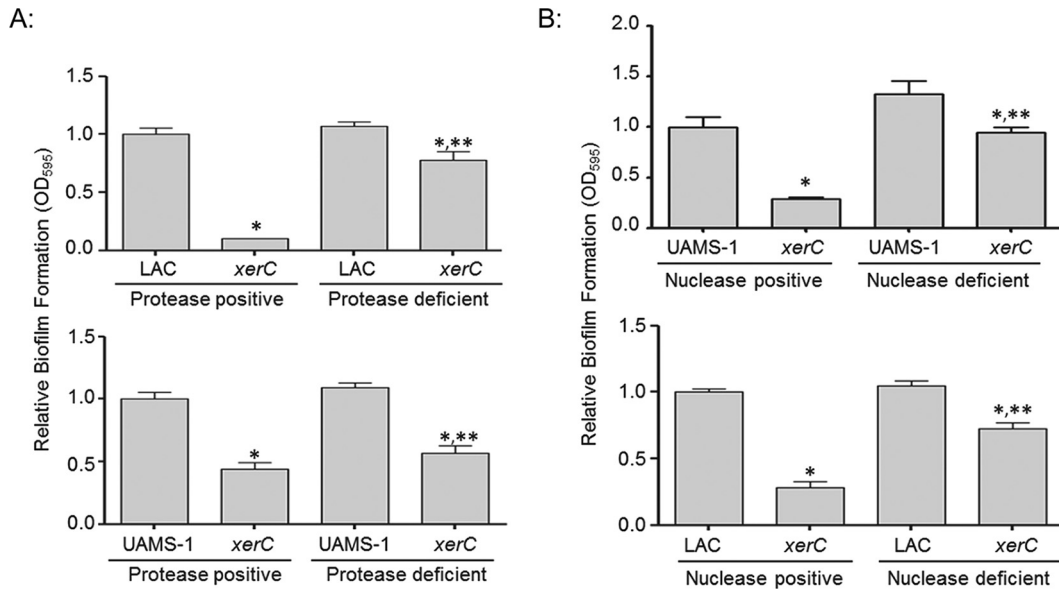 A:
B:
Relative Biofilm Formation (OD595)
1.5
1.0
0.5
0.0
*
*,**
LAC xerC LAC xerC
Protease positive Protease deficient
1.5
1.0
0.5
0.0
*
*,**
UAMS-1 xerC UAMS-1 xerC
Protease positive Protease deficient
Relative Biofilm Formation (OD595)
2.0
1.5
1.0
0.5
0.0
*
*,**
UAMS-1 xerC UAMS-1 xerC
Nuclease positive Nuclease deficient
1.5
1.0
0.50
0.0
*
*,**
LAC xerC LAC xerC
Nuclease positive Nuclease deficient